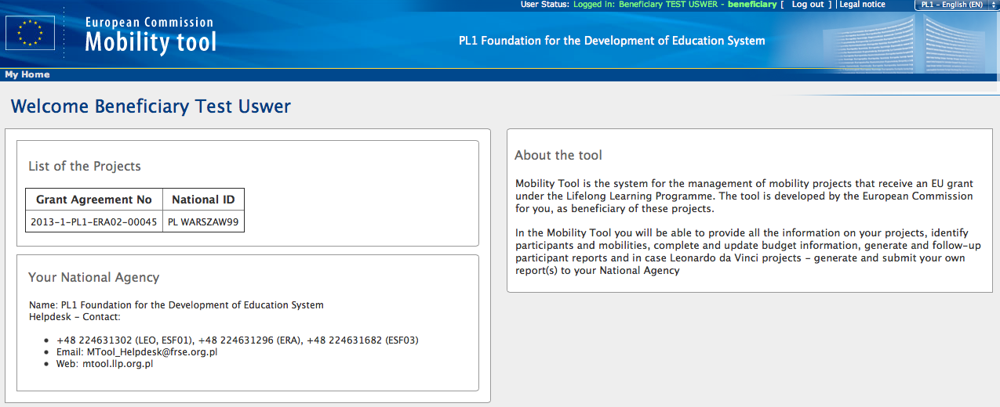 User Status: Logged in: Beneficiary TEST USWER - beneficiary [ Log out ] | Legal notice
PL1 - English (EN)
European Commission
Mobility tool
PL1 Foundation for the Development of Education System
My Home
Welcome Beneficiary Test Uswer
List of the Projects
Grant Agreement No National ID
2013-1-PL1-ERA02-00045 PL WARSZAW99
Your National Agency
Name: PL1 Foundation for the Development of Education System
Helpdesk - Contact:
• +48 224631302 (LEO, ESF01), +48 224631296 (ERA), +48 224631682 (ESF03)
• Email: MTool_Helpdesk@frse.org.pl
• Web: mtool.llp.org.pl
About the tool
Mobility Tool is the system for the management of mobility projects that receive an EU grant
under the Lifelong Learning Programme. The tool is developed by the European Commission
for you, as beneficiary of these projects.
In the Mobility Tool you will be able to provide all the information on your projects, identify
participants and mobilities, complete and update budget information, generate and follow-up
participant reports and in case Leonardo da Vinci projects - generate and submit your own
report(s) to your National Agency